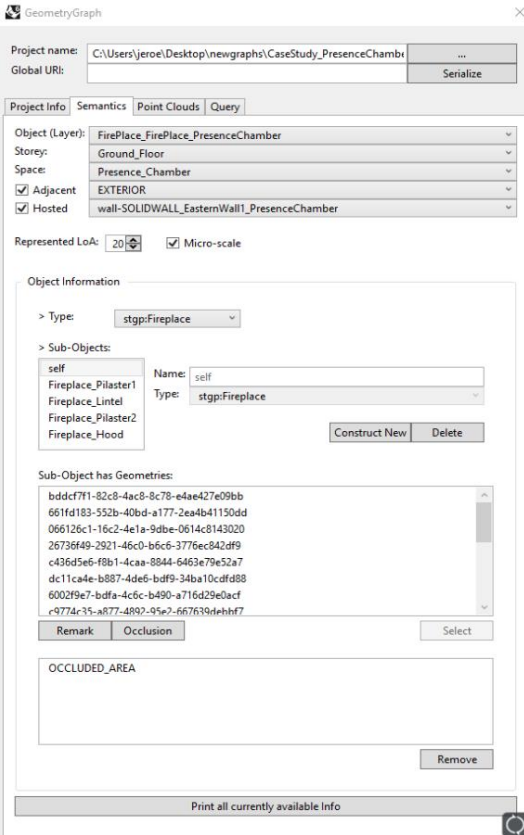 GeometryGraph
Project name: C:\Users\jeroe\Desktop\newgraphs\CaseStudy_PresenceChambe ...
Global URI: Serialize
Project Info Semantics Point Clouds Query
Object (Layer): FirePlace_FirePlace_PresenceChamber
Storey: Ground_Floor
Space: Presence_Chamber
Adjacent EXTERIOR
Hosted wall-SOLIDWALL_EasternWall1_PresenceChamber
Represented LoA: 20 Micro-scale
Object Information
> Type: stgp:Fireplace
> Sub-Objects:
self
Fireplace_Pilaster1
Fireplace_Lintel
Fireplace_Pilaster2
Fireplace_Hood
Name: self
Type: stgp:Fireplace
Construct New Delete
Sub-Object has Geometries:
bddcf7f1-82c8-4ac8-8c78-e4ae427e09bb
661fd183-552b-40bd-a177-2ea4b41150dd
066126c1-16c2-4e1a-9dbe-0614c8143020
26736f49-2921-46c0-b6c6-3776ec842df9
c436d5e6-f8b1-4caa-8844-6463e79e52a7
dc11ca4e-b887-4de6-bdf9-34ba10cdfd88
6002f9e7-bdfa-4c6c-b490-a716d29e0acf
c9774c35-a877-4892-95e2-667639debbf7
Remark Occlusion Select
OCCLUDED_AREA
Remove
Print all currently available Info